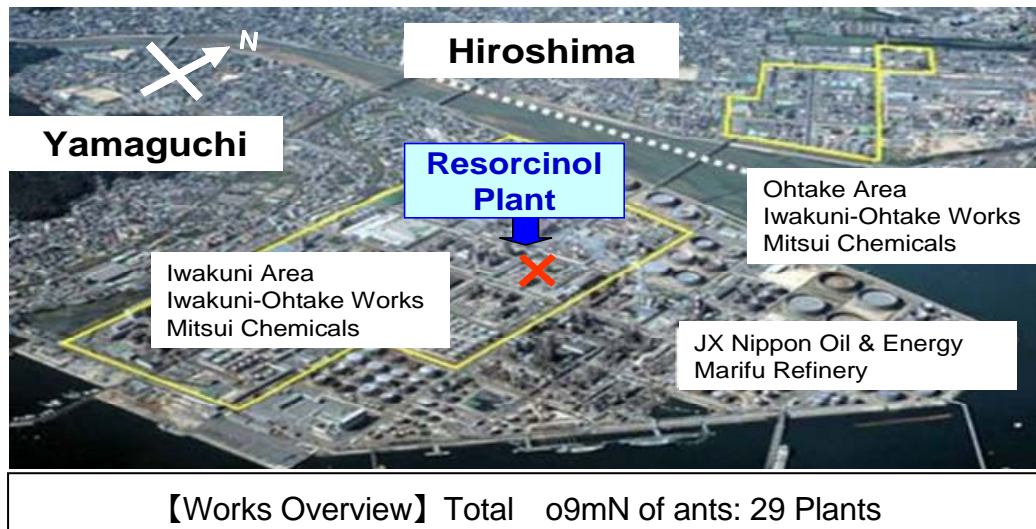 N
Hiroshima
Yamaguchi
Resorcinol
Plant
Ohtake Area
Iwakuni-Ohtake Works
Mitsui Chemicals
Iwakuni Area
Iwakuni-Ohtake Works
Mitsui Chemicals
JX Nippon Oil & Energy
Marifu Refinery
【Works Overview】Total o9mN of ants: 29 Plants